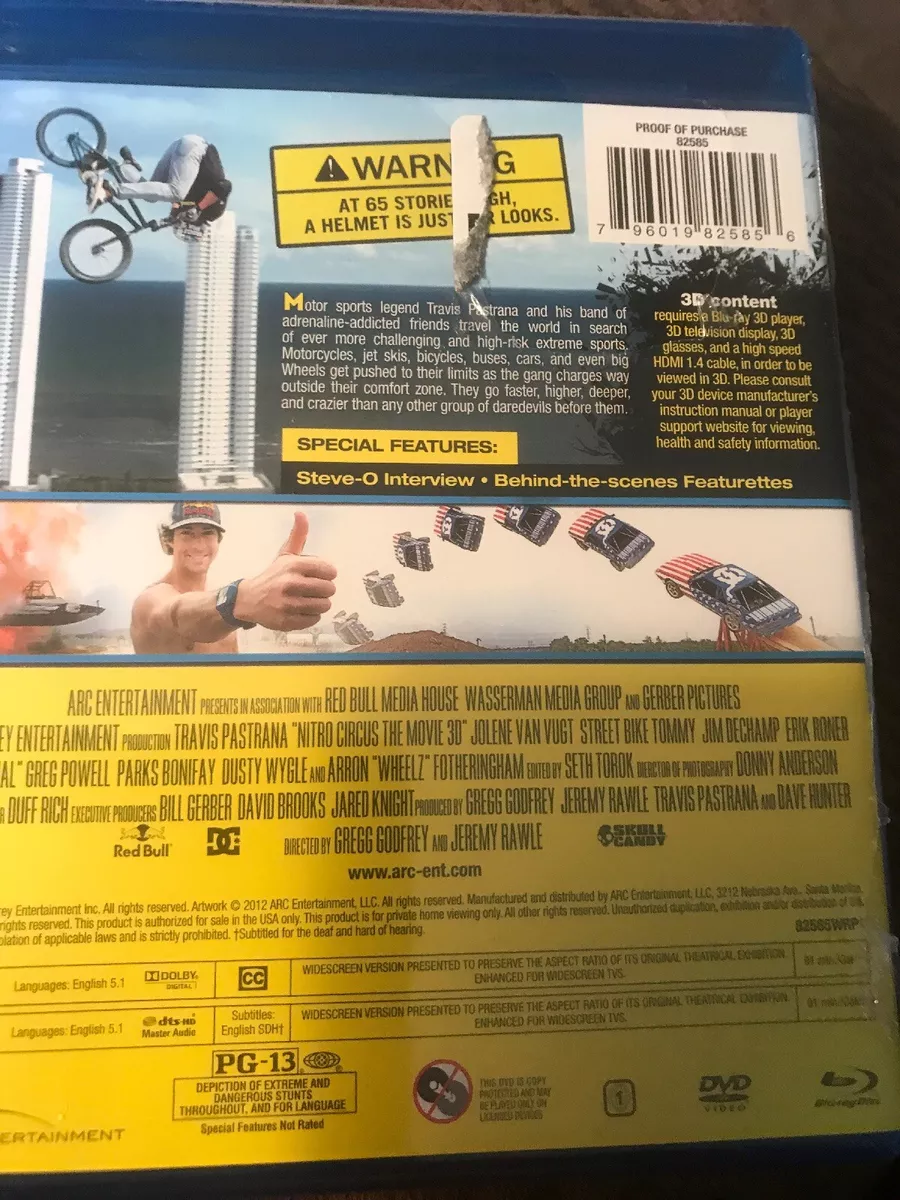 WARN G
AT 65 STORIE GH,
A HELMET IS JUST R LOOKS.
PROOF OF PURCHASE
82585
7 96019 82585 6
Motor sports legend Travis Pastrana and his band of
adrenaline-addicted friends travel the world in search
of ever more challenging and high-risk extreme sports.
Motorcycles, jet skis, bicycles, buses, cars, and even big
Wheels get pushed to their limits as the gang charges way
outside their comfort zone. They go faster, higher, deeper,
and crazier than any other group of daredevils before them.
3D content
requires a Blu-ray 3D player,
3D television display, 3D
glasses, and a high speed
HDMI 1.4 cable, in order to be
viewed in 3D. Please consult
your 3D device manufacturer's
instruction manual or player
support website for viewing,
health and safety information.
SPECIAL FEATURES:
Steve-O Interview • Behind-the-scenes Featurettes
ARC ENTERTAINMENT PRESENTS IN ASSOCIATION WITH RED BULL MEDIA HOUSE WASSERMAN MEDIA GROUP AND GERBER PICTURES
EY ENTERTAINMENT PRODUCTION TRAVIS PASTRANA "NITRO CIRCUS THE MOVIE 3D" JOLENE VAN VUGT STREET BIKE TOMMY JIM DECHAMP ERIK RONER
AL" GREG POWELL PARKS BONIFAY DUSTY WYGLE AND ARRON "WHEELZ" FOTHERINGHAM EDITED BY SETH TOROK DIRECTOR OF PHOTOGRAPHY DONNY ANDERSON
R DUFF RICH EXECUTIVE PRODUCERS BILL GERBER DAVID BROOKS JARED KNIGHT PRODUCED BY GREGG GODFREY JEREMY RAWLE TRAVIS PASTRANA AND DAVE HUNTER
Red Bull DC DIRECTED BY GREGG GODFREY AND JEREMY RAWLE SKULL CANDY
www.arc-ent.com
rey Entertainment Inc. All rights reserved. Artwork © 2012 ARC Entertainment, LLC. All rights reserved. Manufactured and distributed by ARC Entertainment, LLC, 3212 Nebraska Ave., Santa Monica,
rights reserved. This product is authorized for sale in the USA only. This product is for private home viewing only. All other rights reserved. Unauthorized duplication, exhibition and/or distribution of this
olation of applicable laws and is strictly prohibited. †Subtitled for the deaf and hard of hearing.
82585WRP
Languages: English 5.1 DOLBY DIGITAL CC WIDESCREEN VERSION PRESENTED TO PRESERVE THE ASPECT RATIO OF ITS ORIGINAL THEATRICAL EXHIBITION.
ENHANCED FOR WIDESCREEN TVS.
Languages: English 5.1 dts-HD Master Audio Subtitles: English SDH† WIDESCREEN VERSION PRESENTED TO PRESERVE THE ASPECT RATIO OF ITS ORIGINAL THEATRICAL EXHIBITION.
ENHANCED FOR WIDESCREEN TVS.
PG-13
DEPICTION OF EXTREME AND
DANGEROUS STUNTS
THROUGHOUT, AND FOR LANGUAGE
Special Features Not Rated
THIS DVD IS COPY
PROTECTED AND MAY
BE PLAYED ONLY ON
LICENSED DEVICES
1
DVD
VIDEO
Blu-ray Disc
ERTAINMENT